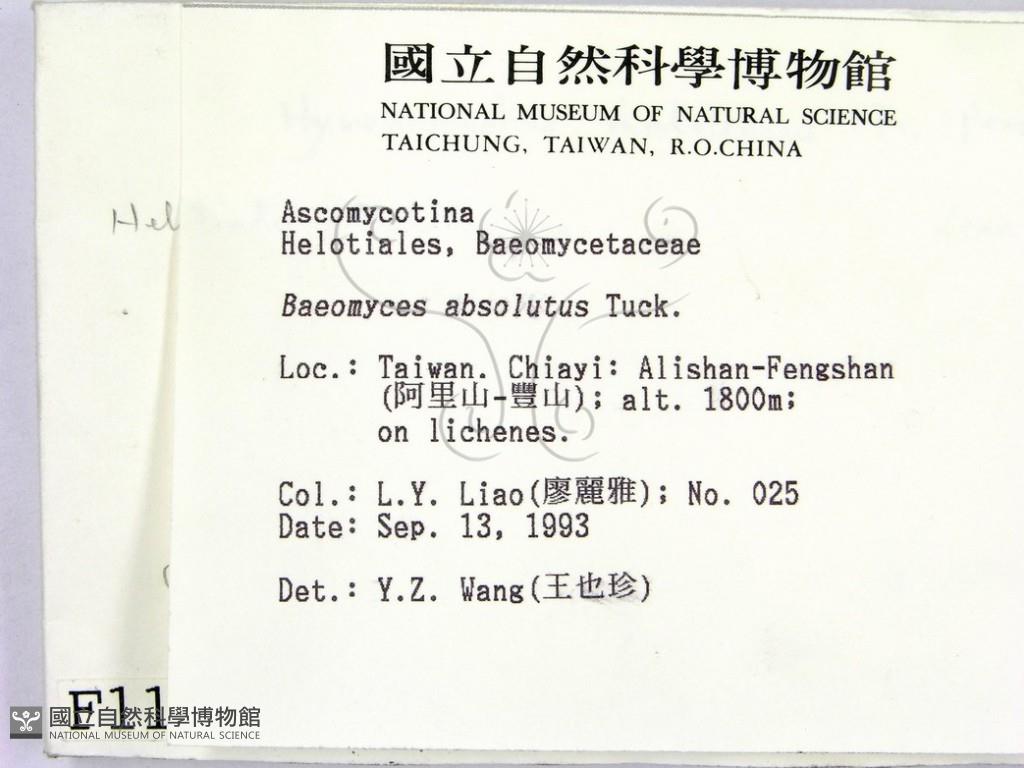 國立自然科學博物館
NATIONAL MUSEUM OF NATURAL SCIENCE
TAICHUNG, TAIWAN, R.O.CHINA
Ascomycotina
Helotiales, Baeomycetaceae
Hel
Baeomyces absolutus Tuck.
Loc.: Taiwan. Chiayi: Alishan-Fengshan
(阿里山-豐山); alt. 1800m;
on lichenes.
Col.: L.Y. Liao(廖麗雅); No. 025
Date: Sep. 13, 1993
Det.: Y.Z. Wang(王也珍)
F11
國立自然科學博物館
NATIONAL MUSEUM OF NATURAL SCIENCE